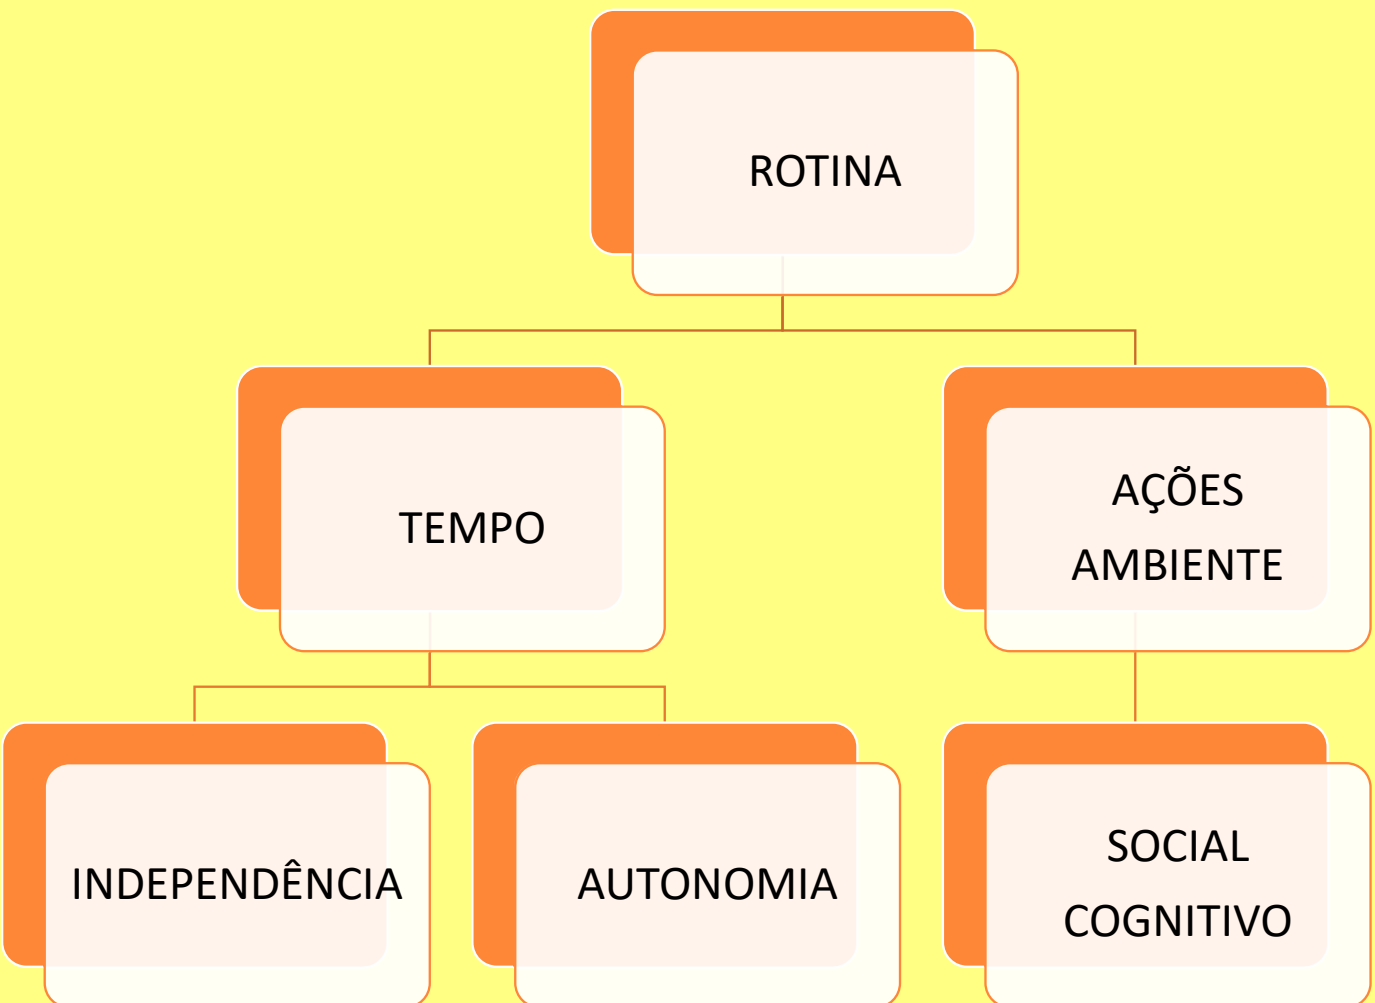 ROTINA
TEMPO
AÇÕES
AMBIENTE
INDEPENDÊNCIA
AUTONOMIA
SOCIAL
COGNITIVO